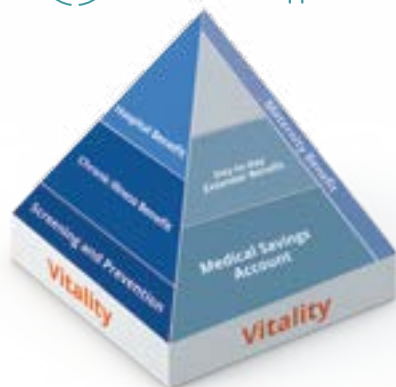 Hospital Benefit
Chronic Illness Benefit
Screening and Prevention
Vitality
Maternity Benefit
Day-to-day
Extender Benefit
Medical Savings
Account
Vitality